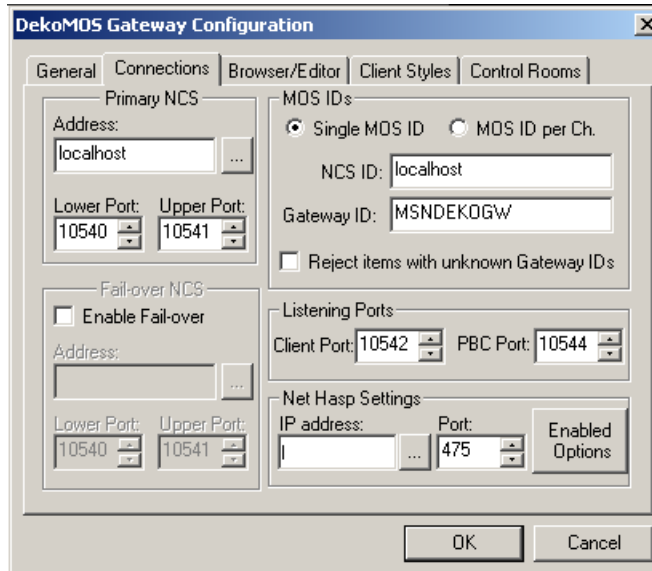 DekoMOS Gateway Configuration
General Connections Browser/Editor Client Styles Control Rooms
Primary NCS
Address:
localhost
...
Lower Port: Upper Port:
10540 10541
Fail-over NCS
Enable Fail-over
Address:
...
Lower Port: Upper Port:
10540 10541
MOS IDs
Single MOS ID MOS ID per Ch.
NCS ID: localhost
Gateway ID: MSNDEKOGW
Reject items with unknown Gateway IDs
Listening Ports
Client Port: 10542 PBC Port: 10544
Net Hasp Settings
IP address: Port:
... 475
Enabled
Options
OK Cancel